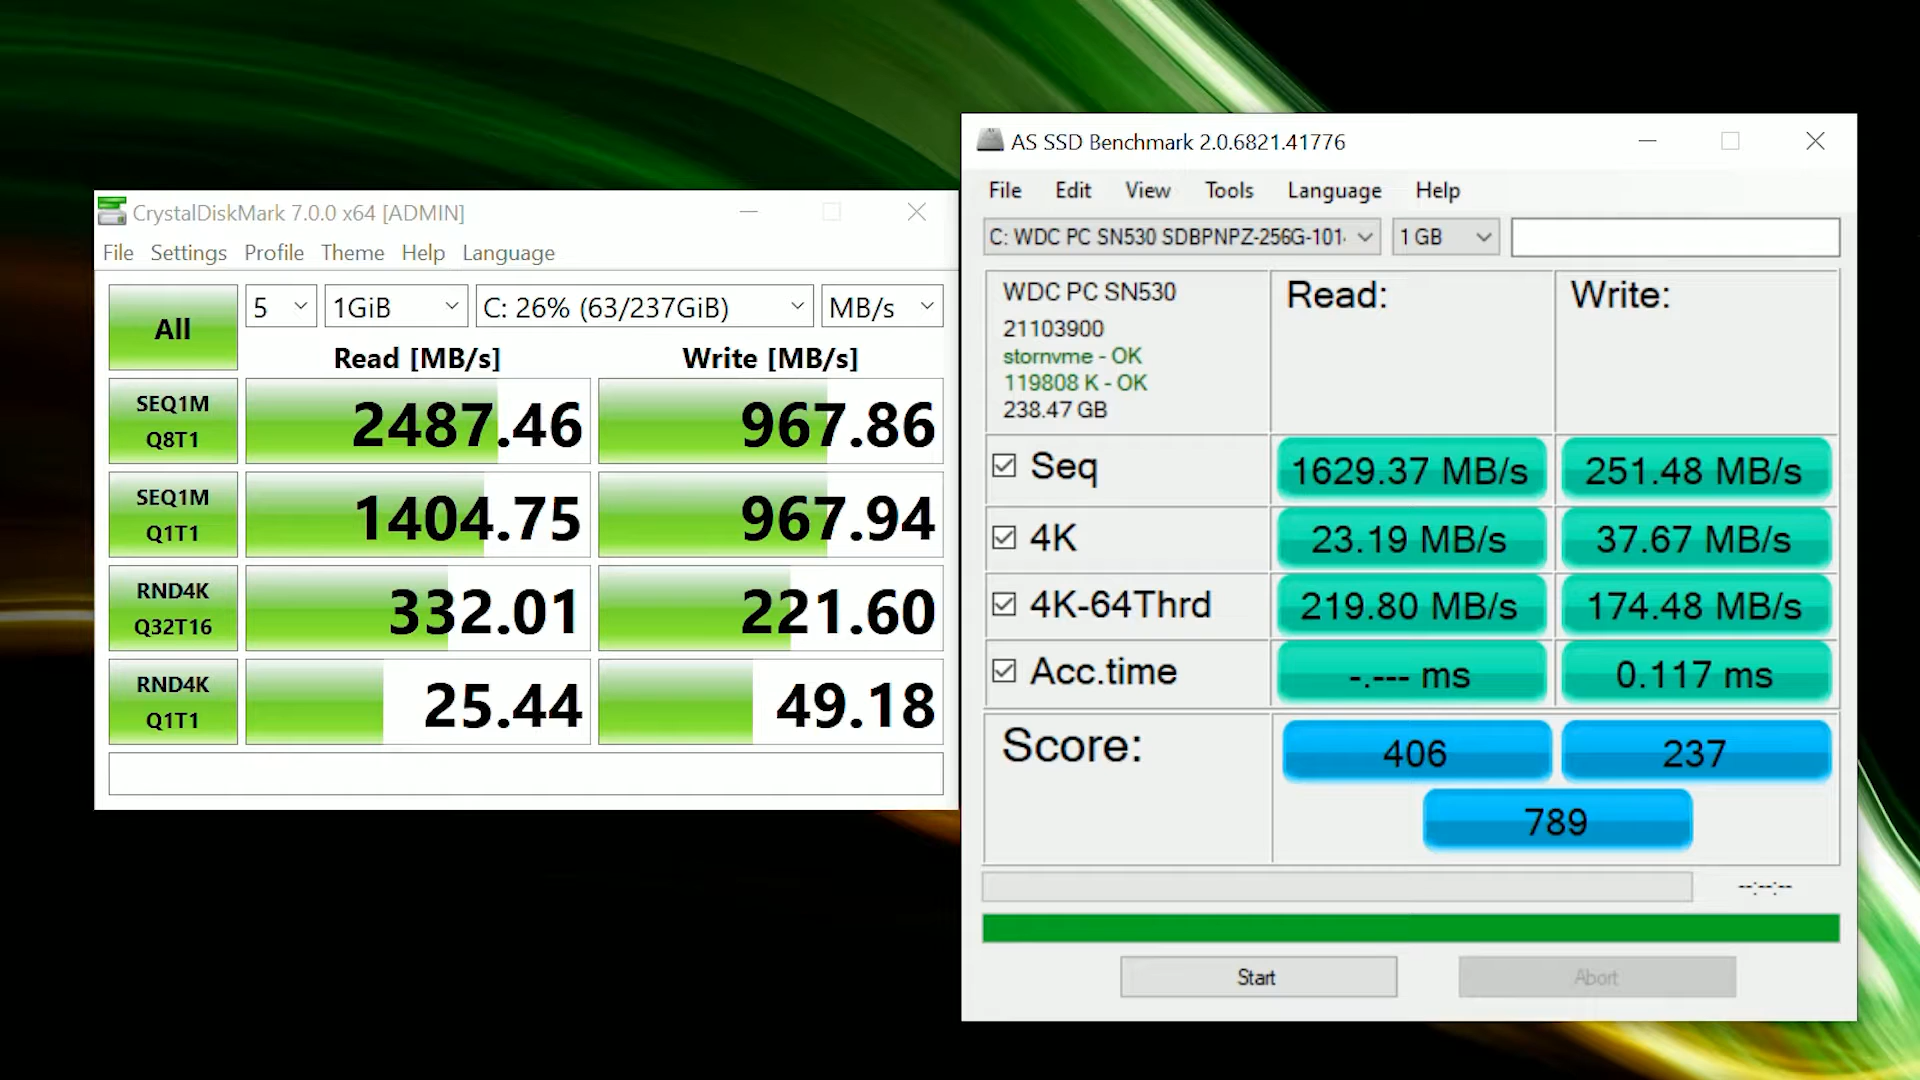 CrystalDiskMark 7.0.0 x64 [ADMIN]
File Settings Profile Theme Help Language
All 5 1GiB C: 26% (63/237GiB) MB/s
Read [MB/s] Write [MB/s]
SEQ1M
Q8T1 2487.46 967.86
SEQ1M
Q1T1 1404.75 967.94
RND4K
Q32T16 332.01 221.60
RND4K
Q1T1 25.44 49.18
AS SSD Benchmark 2.0.6821.41776
File Edit View Tools Language Help
C: WDC PC SN530 SDBPNPZ-256G-101 1 GB
WDC PC SN530 Read: Write:
21103900
stornvme - OK
119808 K - OK
238.47 GB
Seq 1629.37 MB/s 251.48 MB/s
4K 23.19 MB/s 37.67 MB/s
4K-64Thrd 219.80 MB/s 174.48 MB/s
Acc.time -.--- ms 0.117 ms
Score: 406 237
789
--:--:--
Start Abort